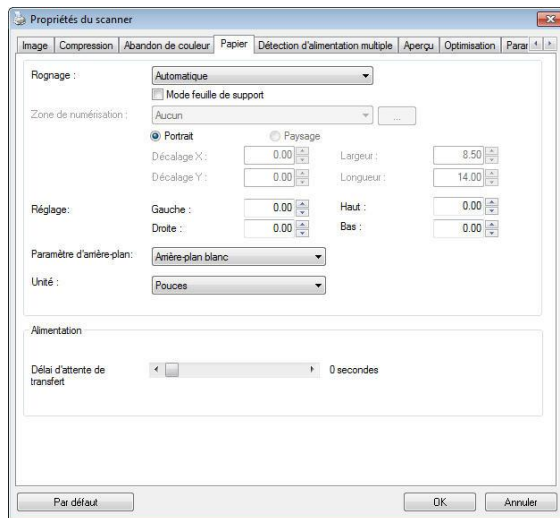 Propriétés du scanner
Image Compression Abandon de couleur Papier Détection d'alimentation multiple Aperçu Optimisation Parar
Rognage : Automatique
Mode feuille de support
Zone de numérisation : Aucun ...
Portrait Paysage
Décalage X : 0.00 Largeur : 8.50
Décalage Y : 0.00 Longueur : 14.00
Réglage: Gauche : 0.00 Haut : 0.00
Droite : 0.00 Bas : 0.00
Paramètre d'arrière-plan: Arrière-plan blanc
Unité : Pouces
Alimentation
Délai d'attente de transfert 0 secondes
Par défaut OK Annuler